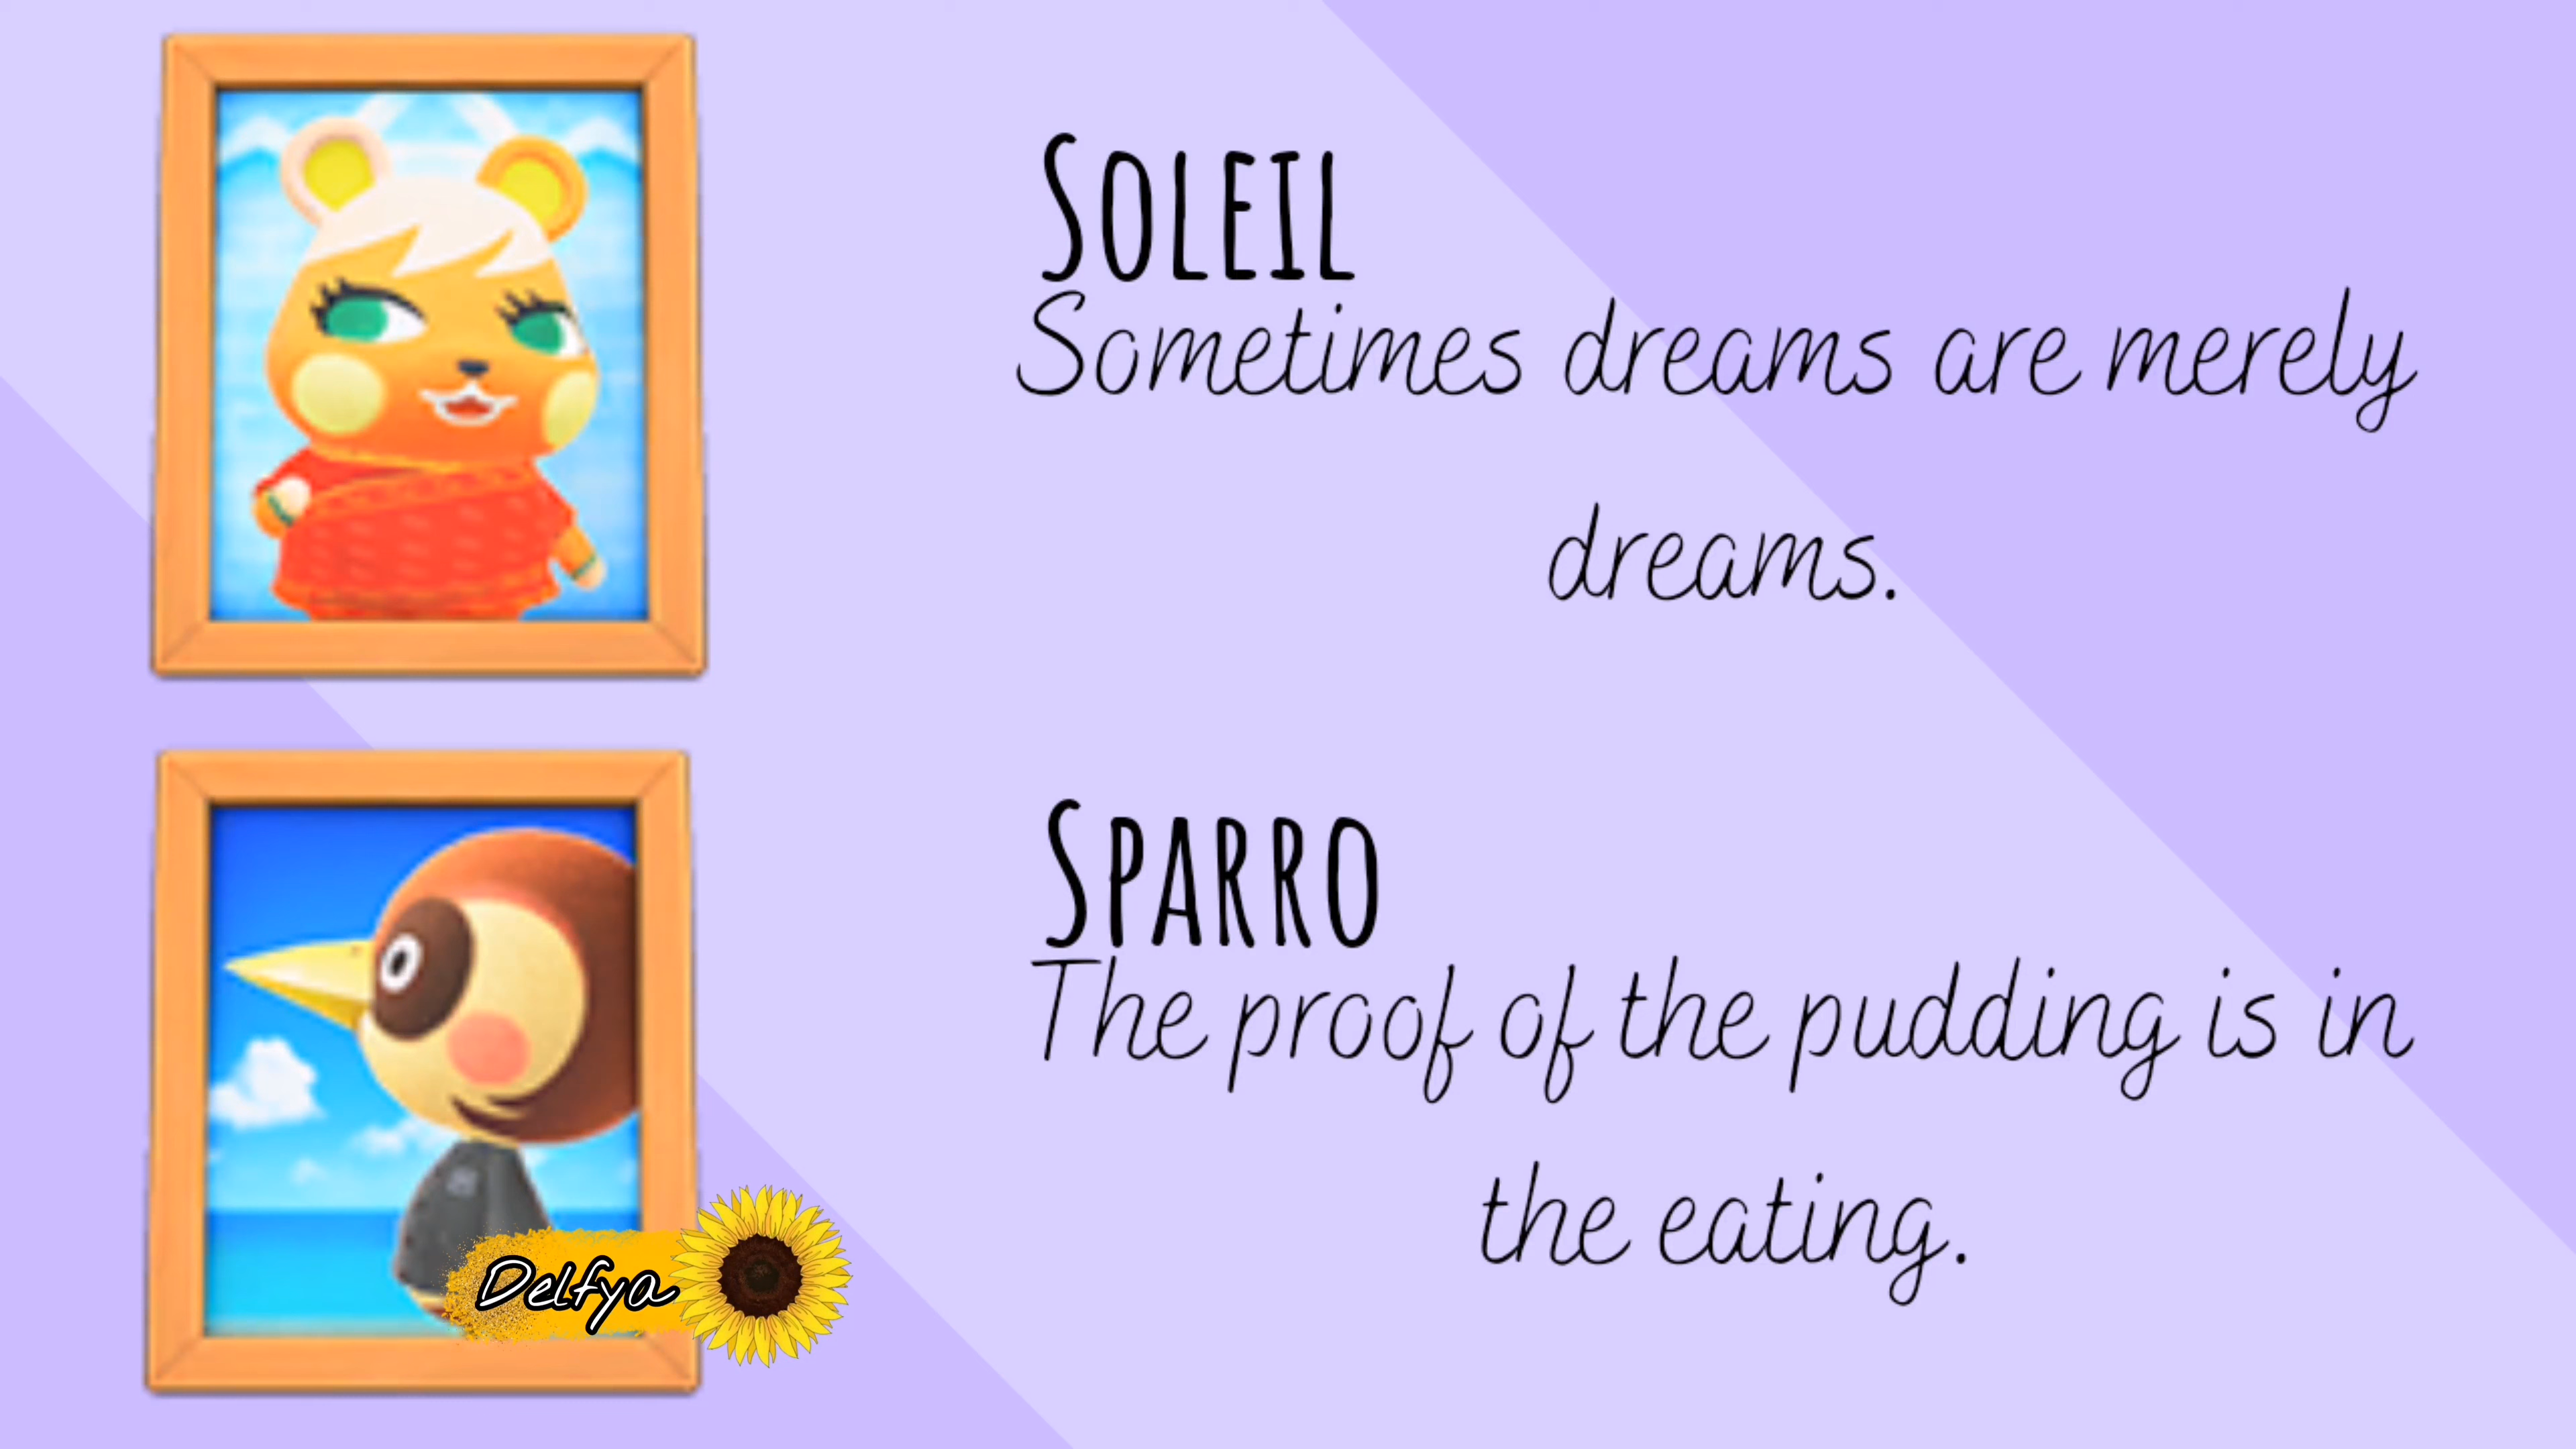 Soleil
Sometimes dreams are merely
dreams.
Sparro
The proof of the pudding is in
the eating.
Delfya